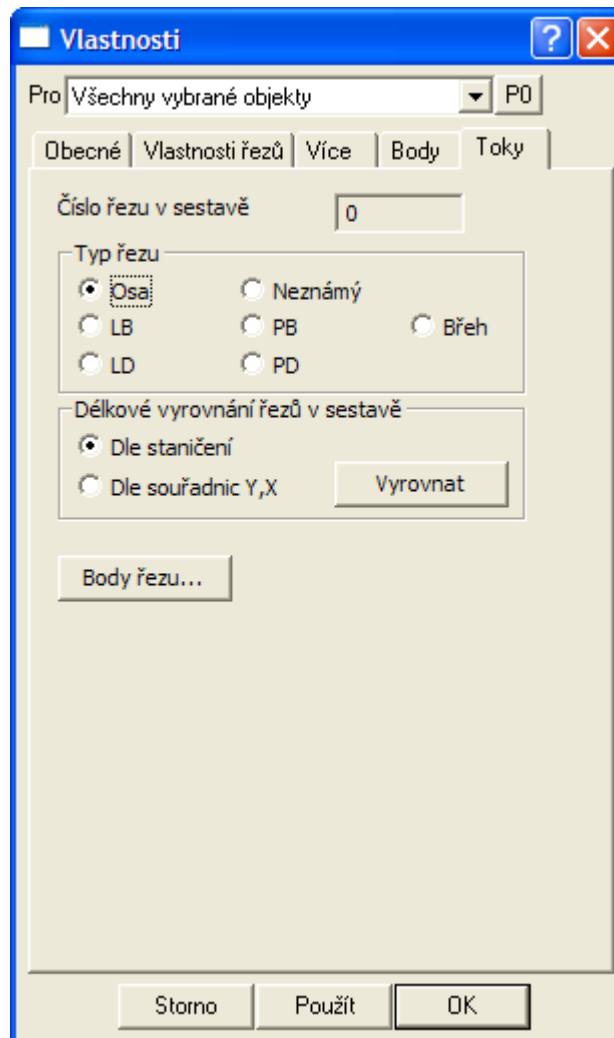 Vlastnosti
Pro Všechny vybrané objekty P0
Obecné Vlastnosti řezů Více Body Toky
Číslo řezu v sestavě 0
Typ řezu
Osa Neznámý
LB PB Břeh
LD PD
Délkové vyrovnání řezů v sestavě
Dle staničení
Dle souřadnic Y,X Vyrovnat
Body řezu...
Storno Použít OK